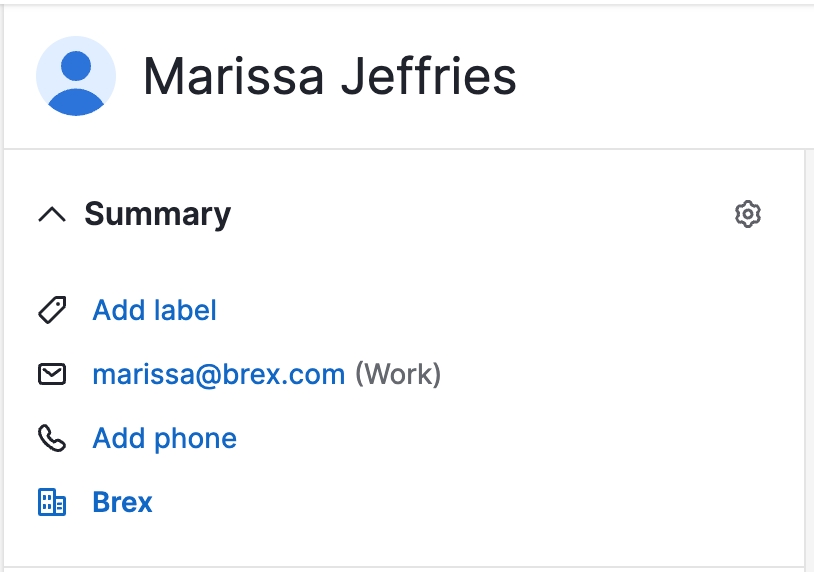 Marissa Jeffries
Summary
Add label
marissa@brex.com (Work)
Add phone
Brex